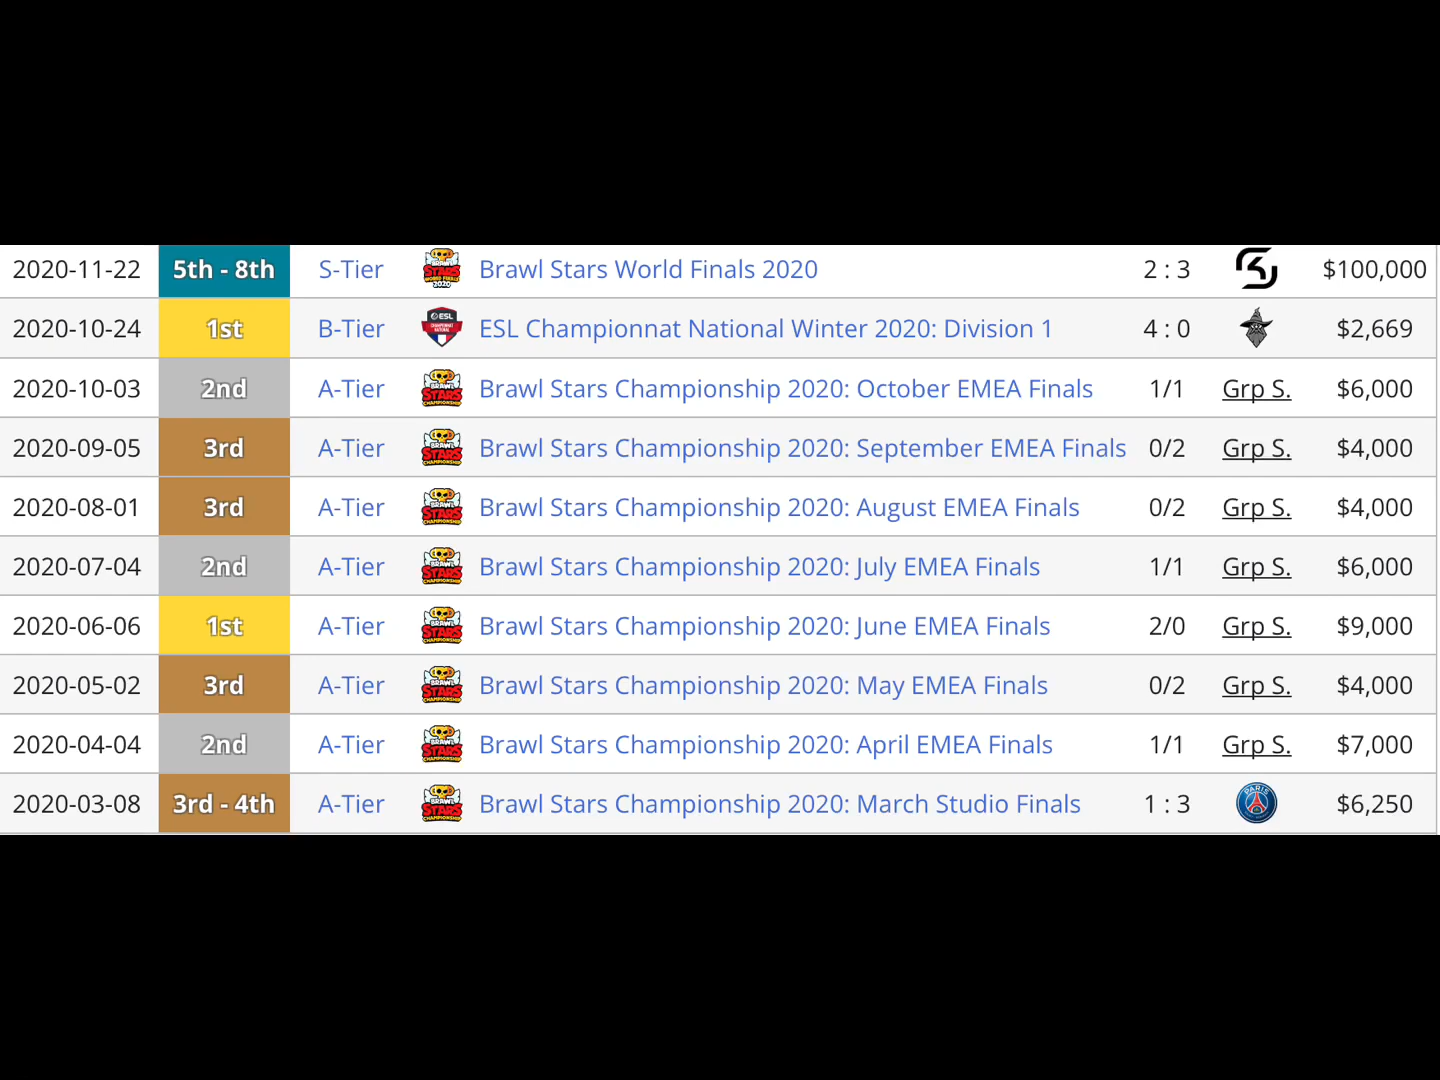 2020-11-22 5th - 8th S-Tier Brawl Stars World Finals 2020 2 : 3 $100,000
2020-10-24 1st B-Tier ESL Championnat National Winter 2020: Division 1 4 : 0 $2,669
2020-10-03 2nd A-Tier Brawl Stars Championship 2020: October EMEA Finals 1/1 Grp S. $6,000
2020-09-05 3rd A-Tier Brawl Stars Championship 2020: September EMEA Finals 0/2 Grp S. $4,000
2020-08-01 3rd A-Tier Brawl Stars Championship 2020: August EMEA Finals 0/2 Grp S. $4,000
2020-07-04 2nd A-Tier Brawl Stars Championship 2020: July EMEA Finals 1/1 Grp S. $6,000
2020-06-06 1st A-Tier Brawl Stars Championship 2020: June EMEA Finals 2/0 Grp S. $9,000
2020-05-02 3rd A-Tier Brawl Stars Championship 2020: May EMEA Finals 0/2 Grp S. $4,000
2020-04-04 2nd A-Tier Brawl Stars Championship 2020: April EMEA Finals 1/1 Grp S. $7,000
2020-03-08 3rd - 4th A-Tier Brawl Stars Championship 2020: March Studio Finals 1 : 3 PARIS $6,250